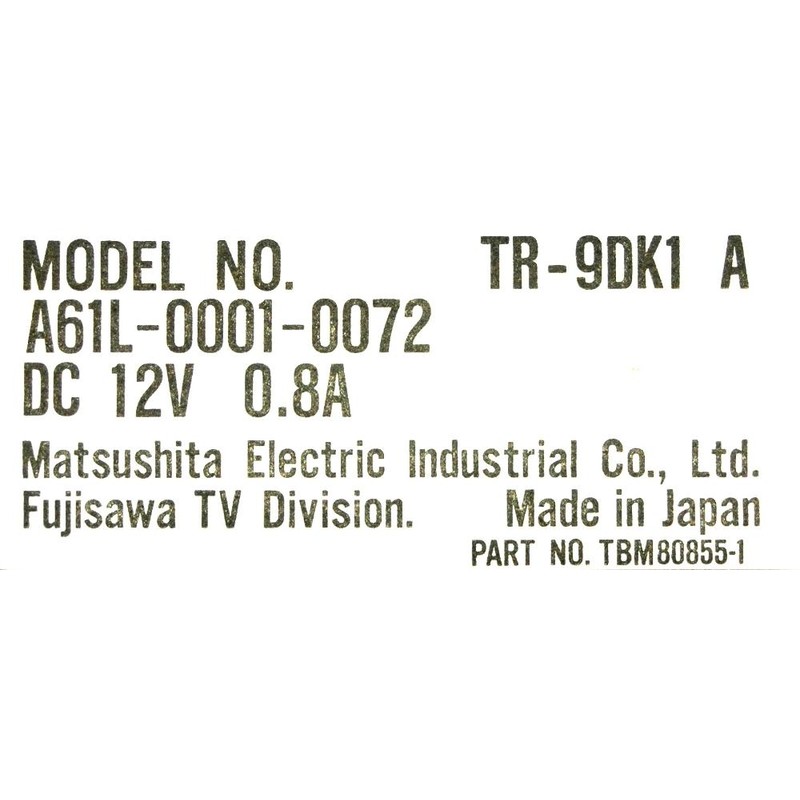 MODEL NO. TR-9DK1 A
A61L-0001-0072
DC 12V 0.8A
Matsushita Electric Industrial Co., Ltd.
Fujisawa TV Division. Made in Japan
PART NO. TBM80855-1